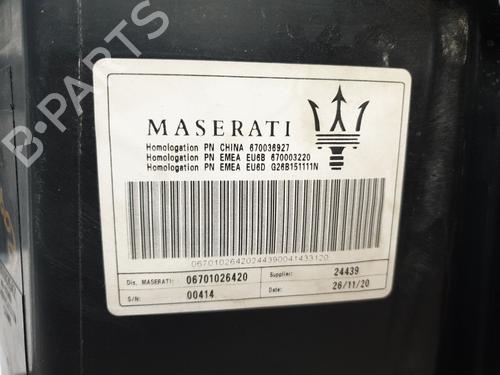 B-PARTS
MASERATI
Homologation PN CHINA 670036927
Homologation PN EMEA EU6B 670003220
Homologation PN EMEA EU6D G26B151111N
06701026420244390041433120
Dis. MASERATI: 06701026420 Supplier: 24439
S/N: 00414 Date: 26/11/20